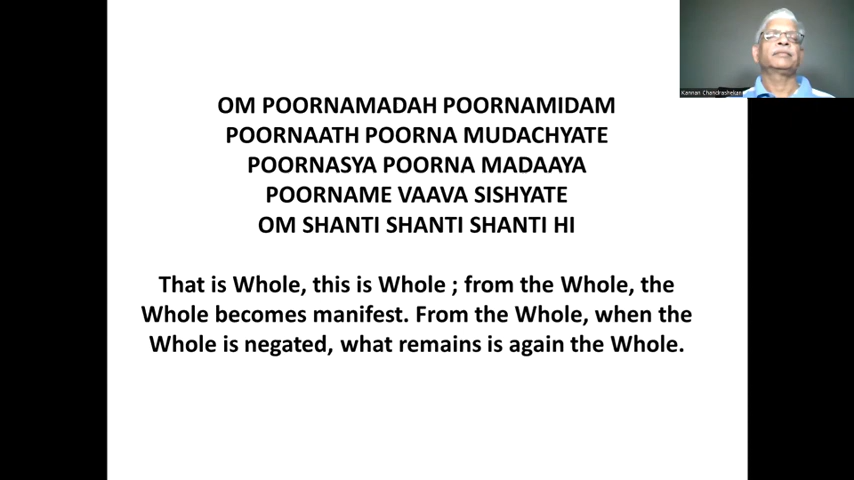 OM POORNAMADAH POORNAMIDAM
POORNAATH POORNA MUDACHYATE
POORNASYA POORNA MADAAYA
POORNAME VAAVA SISHYATE
OM SHANTI SHANTI SHANTI HI
That is Whole, this is Whole ; from the Whole, the
Whole becomes manifest. From the Whole, when the
Whole is negated, what remains is again the Whole.
Kannan Chandrashekar